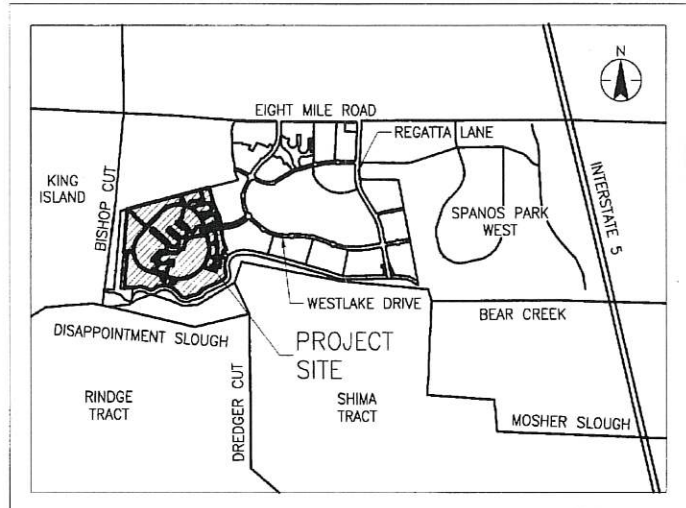 N
EIGHT MILE ROAD
REGATTA LANE
KING
ISLAND
BISHOP CUT
INTERSTATE 5
SPANOS PARK
WEST
WESTLAKE DRIVE
BEAR CREEK
DISAPPOINTMENT SLOUGH
PROJECT
SITE
RINDGE
TRACT
DREDGER CUT
SHIMA
TRACT
MOSHER SLOUGH